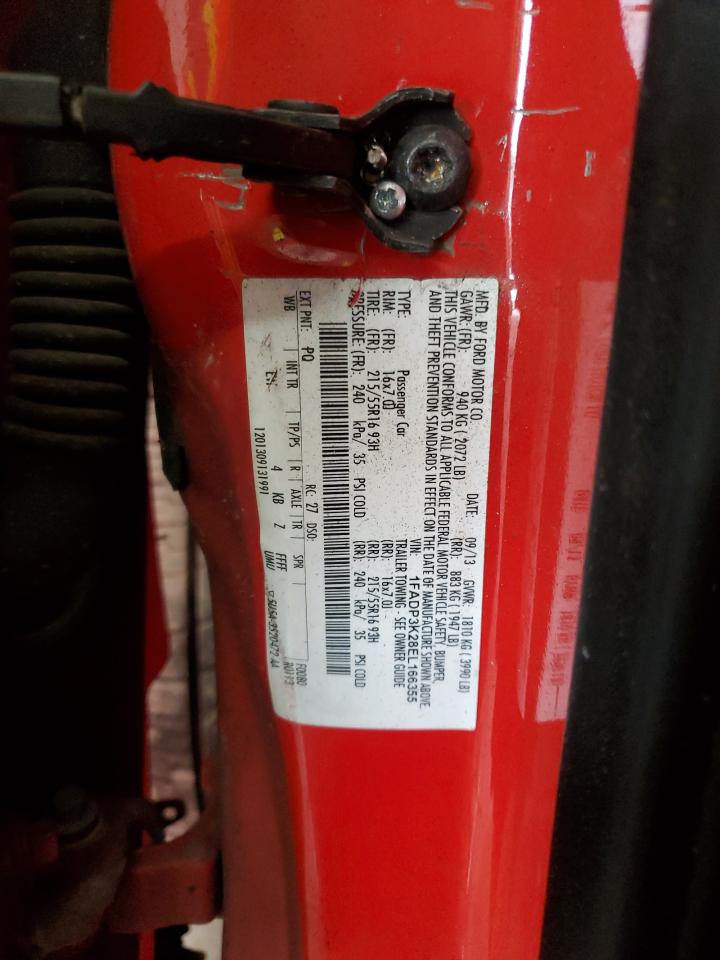 MFD. BY FORD MOTOR CO.
DATE: 09/13 GVWR: 1810 KG ( 3990 LB)
GAWR: (FR): 940 KG ( 2072 LB) (RR): 883 KG ( 1947 LB)
THIS VEHICLE CONFORMS TO ALL APPLICABLE FEDERAL MOTOR VEHICLE SAFETY, BUMPER,
AND THEFT PREVENTION STANDARDS IN EFFECT ON THE DATE OF MANUFACTURE SHOWN ABOVE.
VIN: 1FADP3K28EL166355
TYPE: Passenger Car TRAILER TOWING - SEE OWNER GUIDE
RIM: (FR): 16x7.0J (RR): 16x7.0J
TIRE: (FR): 215/55R16 93H (RR): 215/55R16 93H
PRESSURE: (FR): 240 kPa/ 35 PSI COLD (RR): 240 kPa/ 35 PSI COLD
EXT PNT: PQ RC: 27 DSO: F0080
WB INT TR TP/PS R AXLE TR SPR
4 KB Z FFFF
UMU
1201309131991